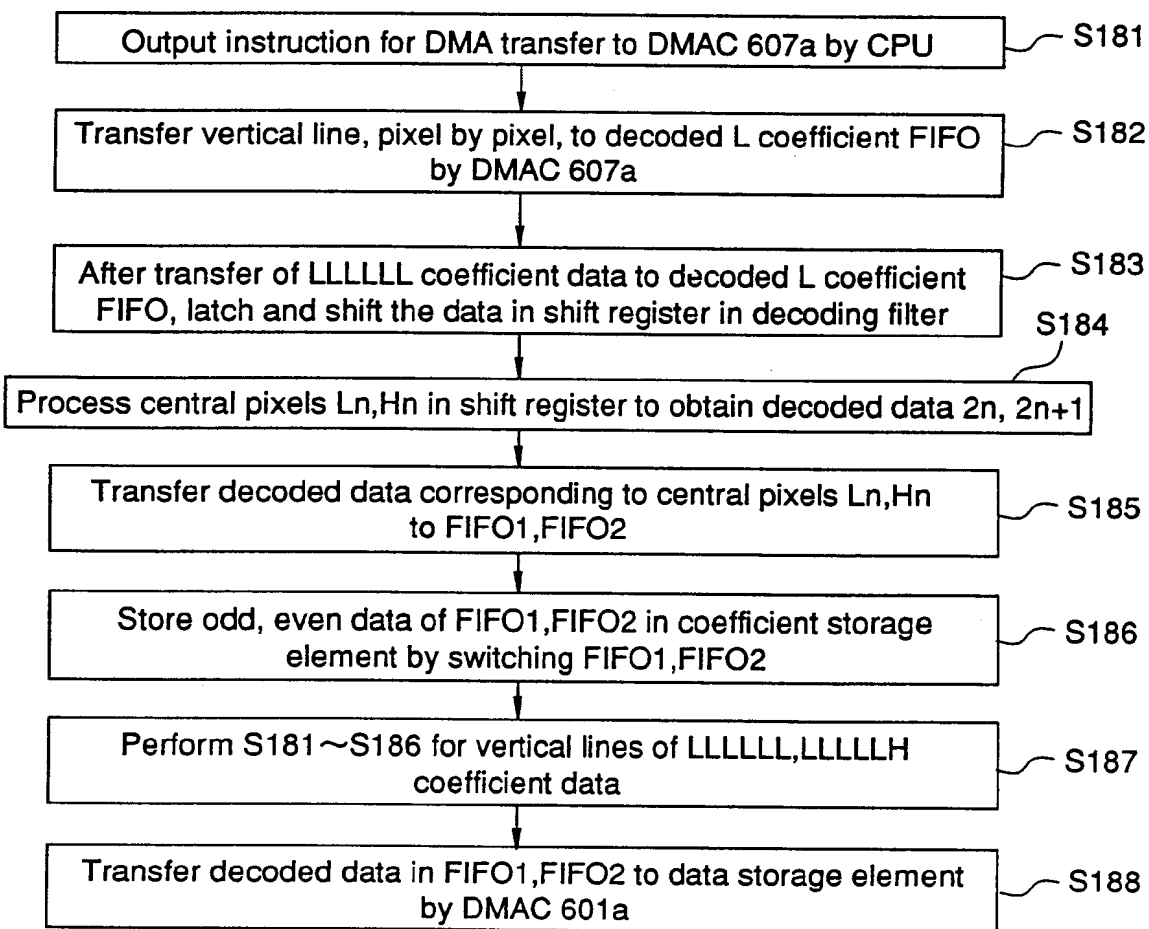 Output instruction for DMA transfer to DMAC 607a by CPU
S181
Transfer vertical line, pixel by pixel, to decoded L coefficient FIFO
by DMAC 607a
S182
After transfer of LLLLLL coefficient data to decoded L coefficient
FIFO, latch and shift the data in shift register in decoding filter
S183
S184
Process central pixels Ln,Hn in shift register to obtain decoded data 2n, 2n+1
Transfer decoded data corresponding to central pixels Ln,Hn
to FIFO1,FIFO2
S185
Store odd, even data of FIFO1,FIFO2 in coefficient storage
element by switching FIFO1,FIFO2
S186
Perform S181~S186 for vertical lines of LLLLLL,LLLLLH
coefficient data
S187
Transfer decoded data in FIFO1,FIFO2 to data storage element
by DMAC 601a
S188